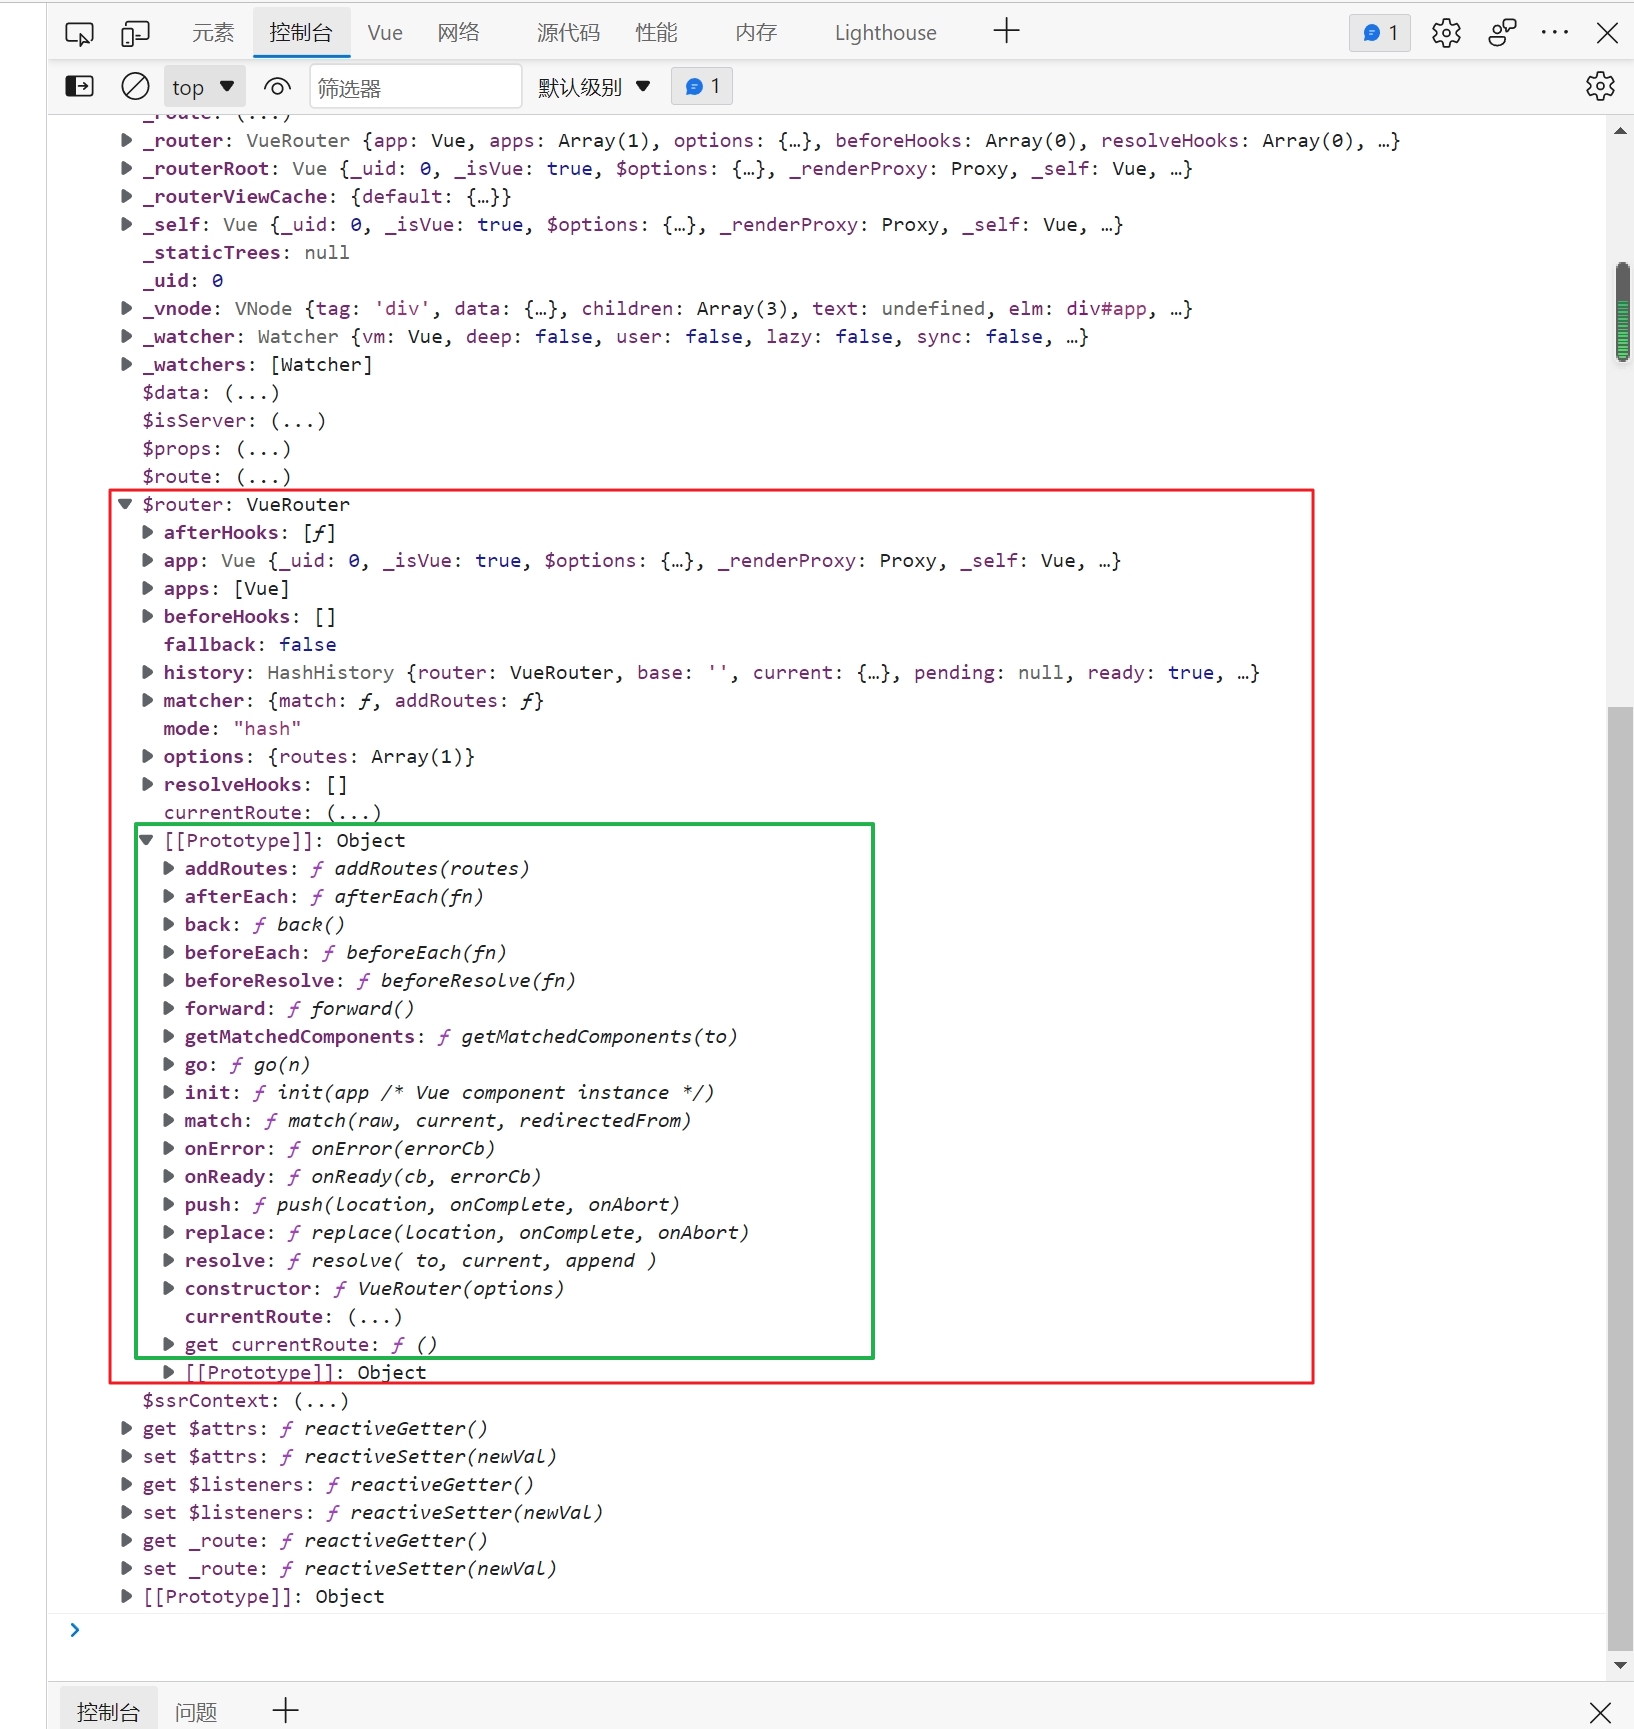 元素 控制台 Vue 网络 源代码 性能 内存 Lighthouse 1
top 筛选器 默认级别 1
_route: (...)
_router: VueRouter {app: Vue, apps: Array(1), options: {…}, beforeHooks: Array(0), resolveHooks: Array(0), …}
_routerRoot: Vue {_uid: 0, _isVue: true, $options: {…}, _renderProxy: Proxy, _self: Vue, …}
_routerViewCache: {default: {…}}
_self: Vue {_uid: 0, _isVue: true, $options: {…}, _renderProxy: Proxy, _self: Vue, …}
_staticTrees: null
_uid: 0
_vnode: VNode {tag: 'div', data: {…}, children: Array(3), text: undefined, elm: div#app, …}
_watcher: Watcher {vm: Vue, deep: false, user: false, lazy: false, sync: false, …}
_watchers: [Watcher]
$data: (...)
$isServer: (...)
$props: (...)
$route: (...)
$router: VueRouter
afterHooks: [ƒ]
app: Vue {_uid: 0, _isVue: true, $options: {…}, _renderProxy: Proxy, _self: Vue, …}
apps: [Vue]
beforeHooks: []
fallback: false
history: HashHistory {router: VueRouter, base: '', current: {…}, pending: null, ready: true, …}
matcher: {match: ƒ, addRoutes: ƒ}
mode: "hash"
options: {routes: Array(1)}
resolveHooks: []
currentRoute: (...)
[[Prototype]]: Object
addRoutes: ƒ addRoutes(routes)
afterEach: ƒ afterEach(fn)
back: ƒ back()
beforeEach: ƒ beforeEach(fn)
beforeResolve: ƒ beforeResolve(fn)
forward: ƒ forward()
getMatchedComponents: ƒ getMatchedComponents(to)
go: ƒ go(n)
init: ƒ init(app /* Vue component instance */)
match: ƒ match(raw, current, redirectedFrom)
onError: ƒ onError(errorCb)
onReady: ƒ onReady(cb, errorCb)
push: ƒ push(location, onComplete, onAbort)
replace: ƒ replace(location, onComplete, onAbort)
resolve: ƒ resolve( to, current, append )
constructor: ƒ VueRouter(options)
currentRoute: (...)
get currentRoute: ƒ ()
[[Prototype]]: Object
$ssrContext: (...)
get $attrs: ƒ reactiveGetter()
set $attrs: ƒ reactiveSetter(newVal)
get $listeners: ƒ reactiveGetter()
set $listeners: ƒ reactiveSetter(newVal)
get _route: ƒ reactiveGetter()
set _route: ƒ reactiveSetter(newVal)
[[Prototype]]: Object
控制台 问题